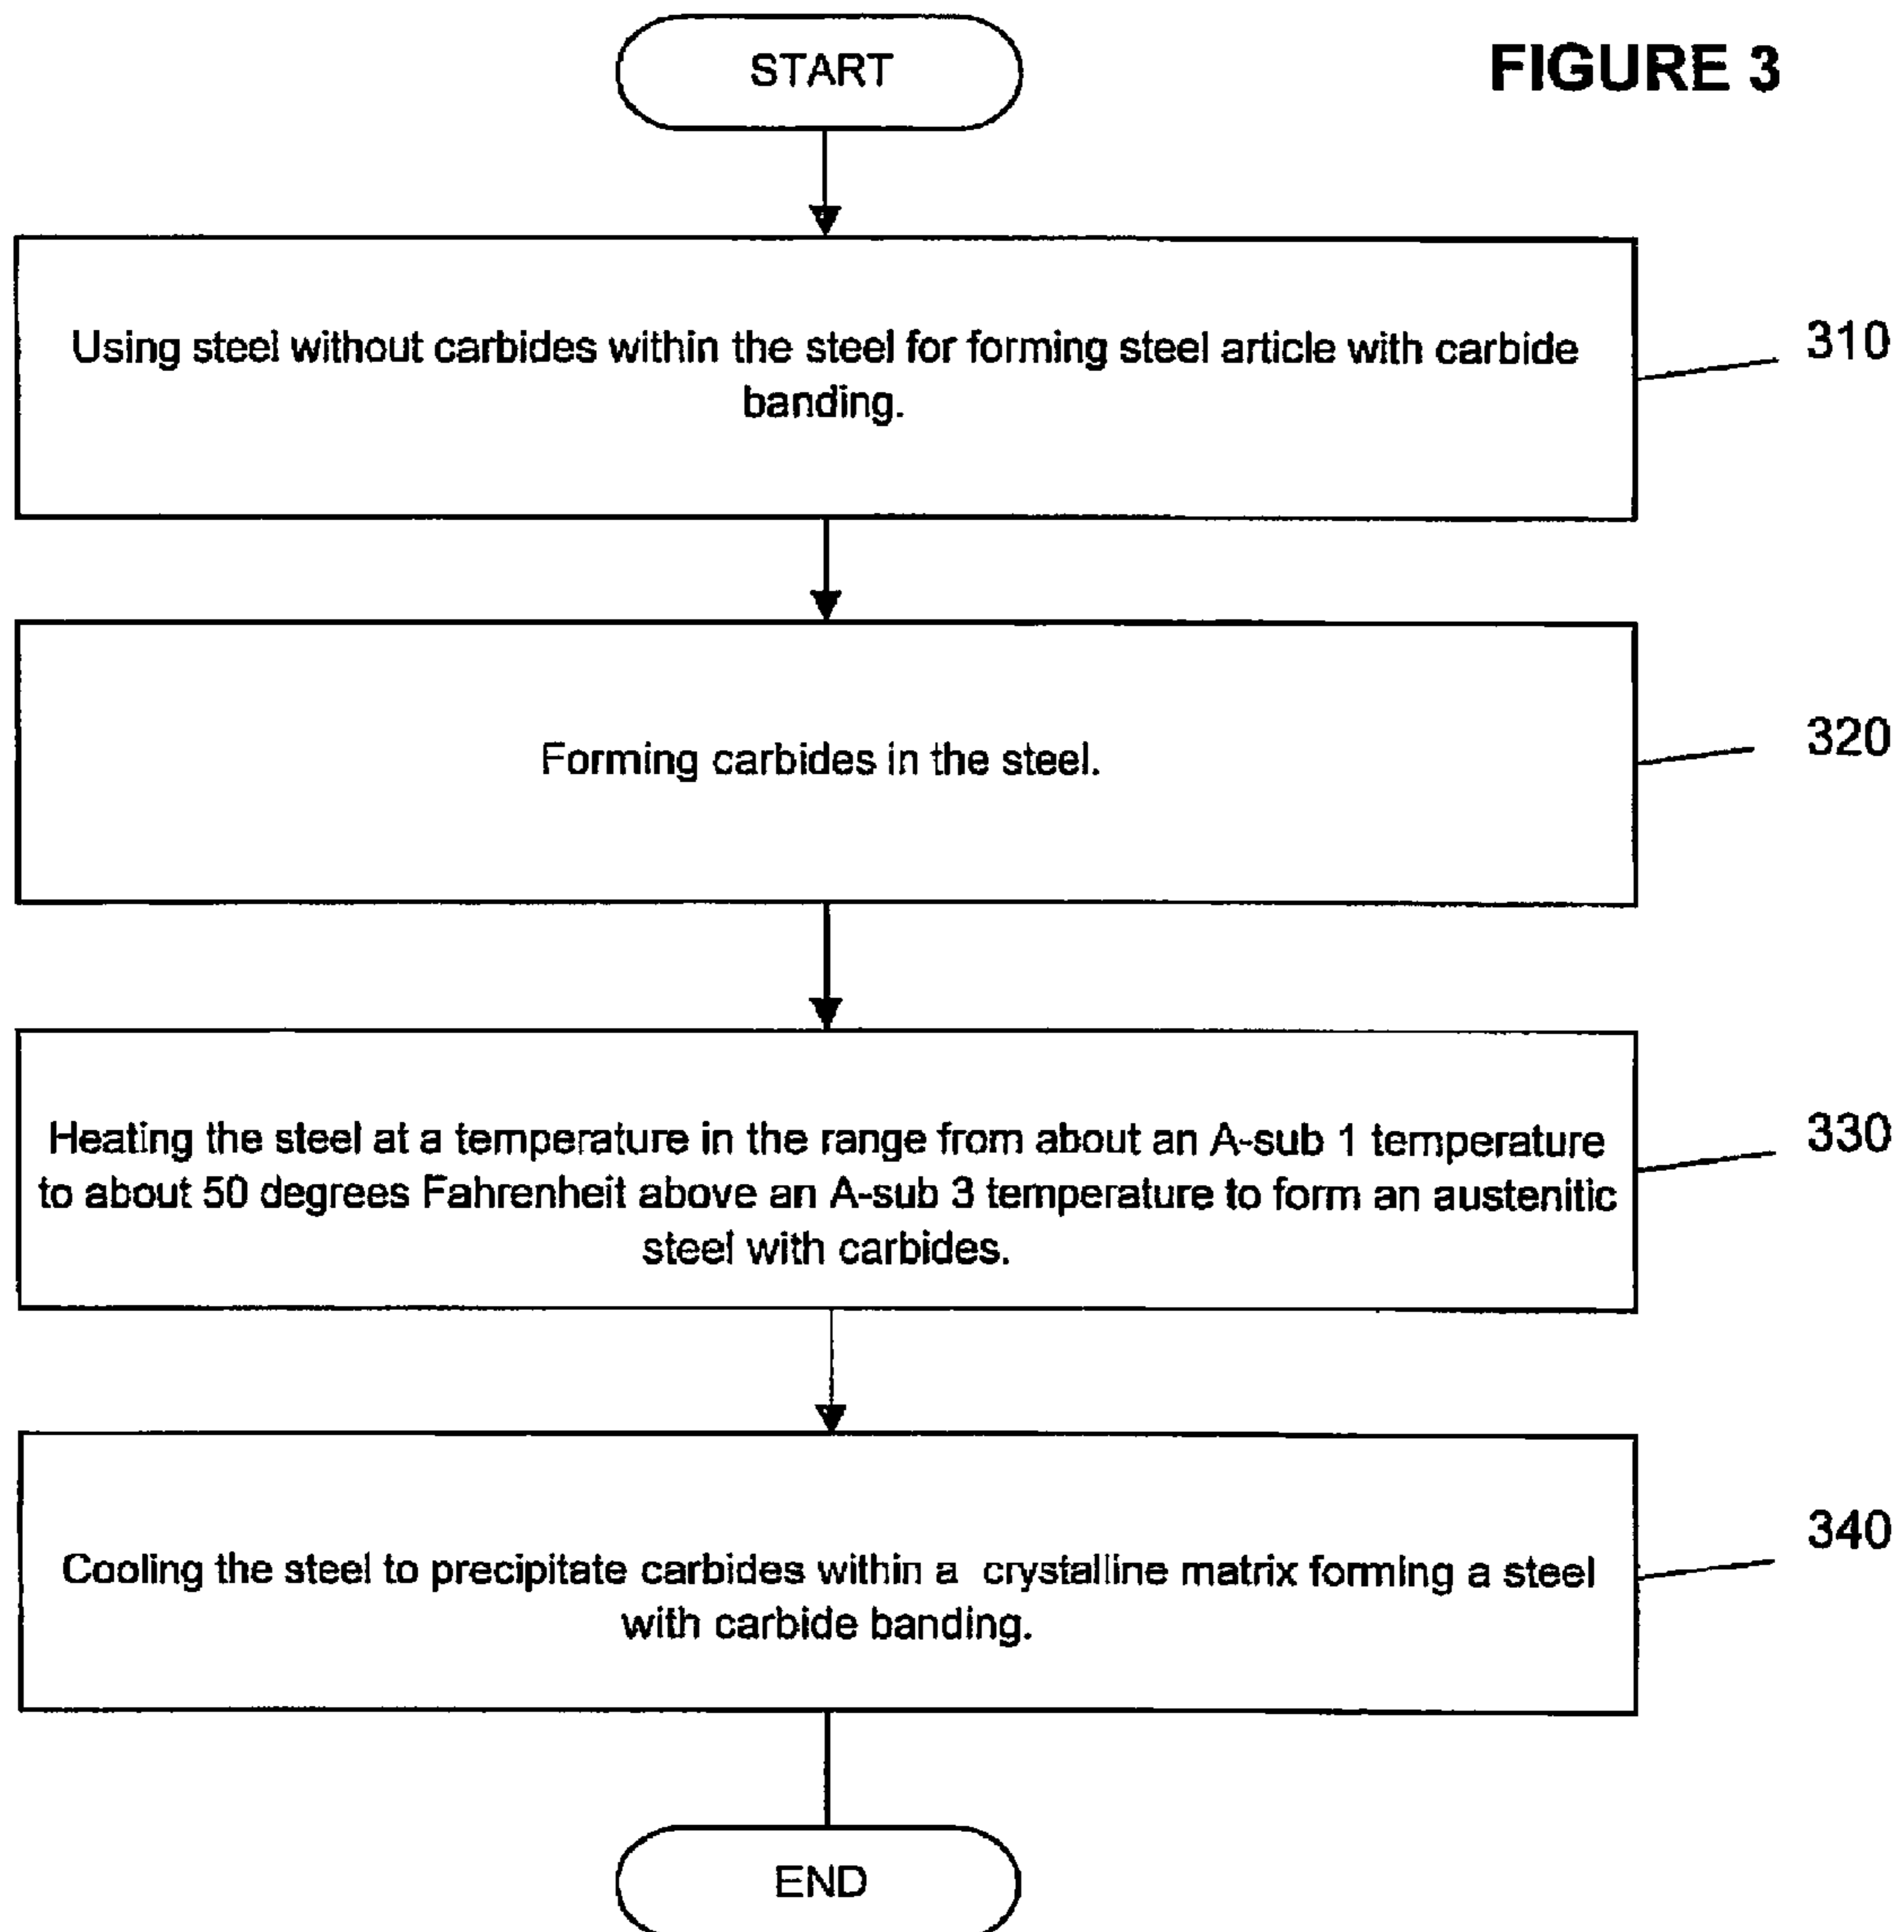 START
FIGURE 3
Using steel without carbides within the steel for forming steel article with carbide
banding.
310
Forming carbides in the steel.
320
Heating the steel at a temperature in the range from about an A-sub 1 temperature
to about 50 degrees Fahrenheit above an A-sub 3 temperature to form an austenitic
steel with carbides.
330
Cooling the steel to precipitate carbides within a crystalline matrix forming a steel
with carbide banding.
340
END